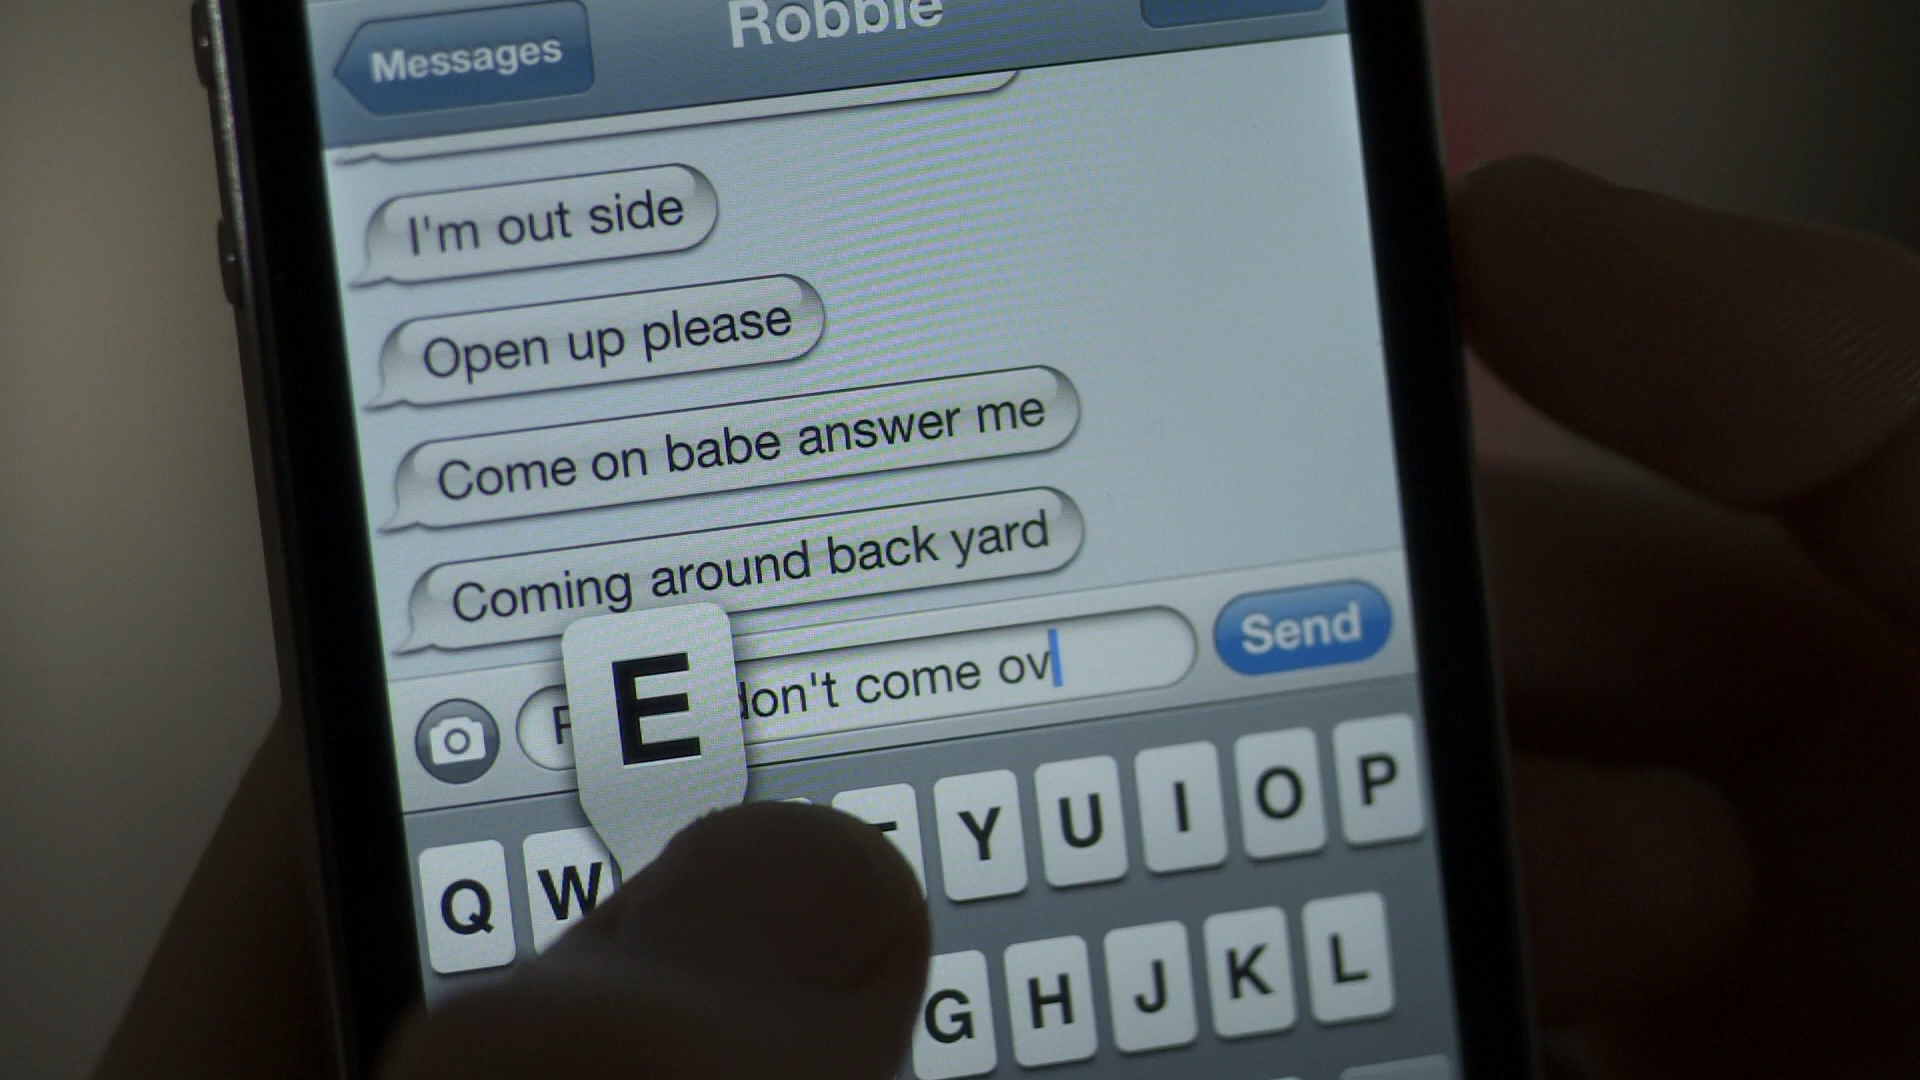 Messages
Robbie
I'm out side
Open up please
Come on babe answer me
Coming around back yard
don't come ov
Send
E
Q W Y U I O P
G H J K L